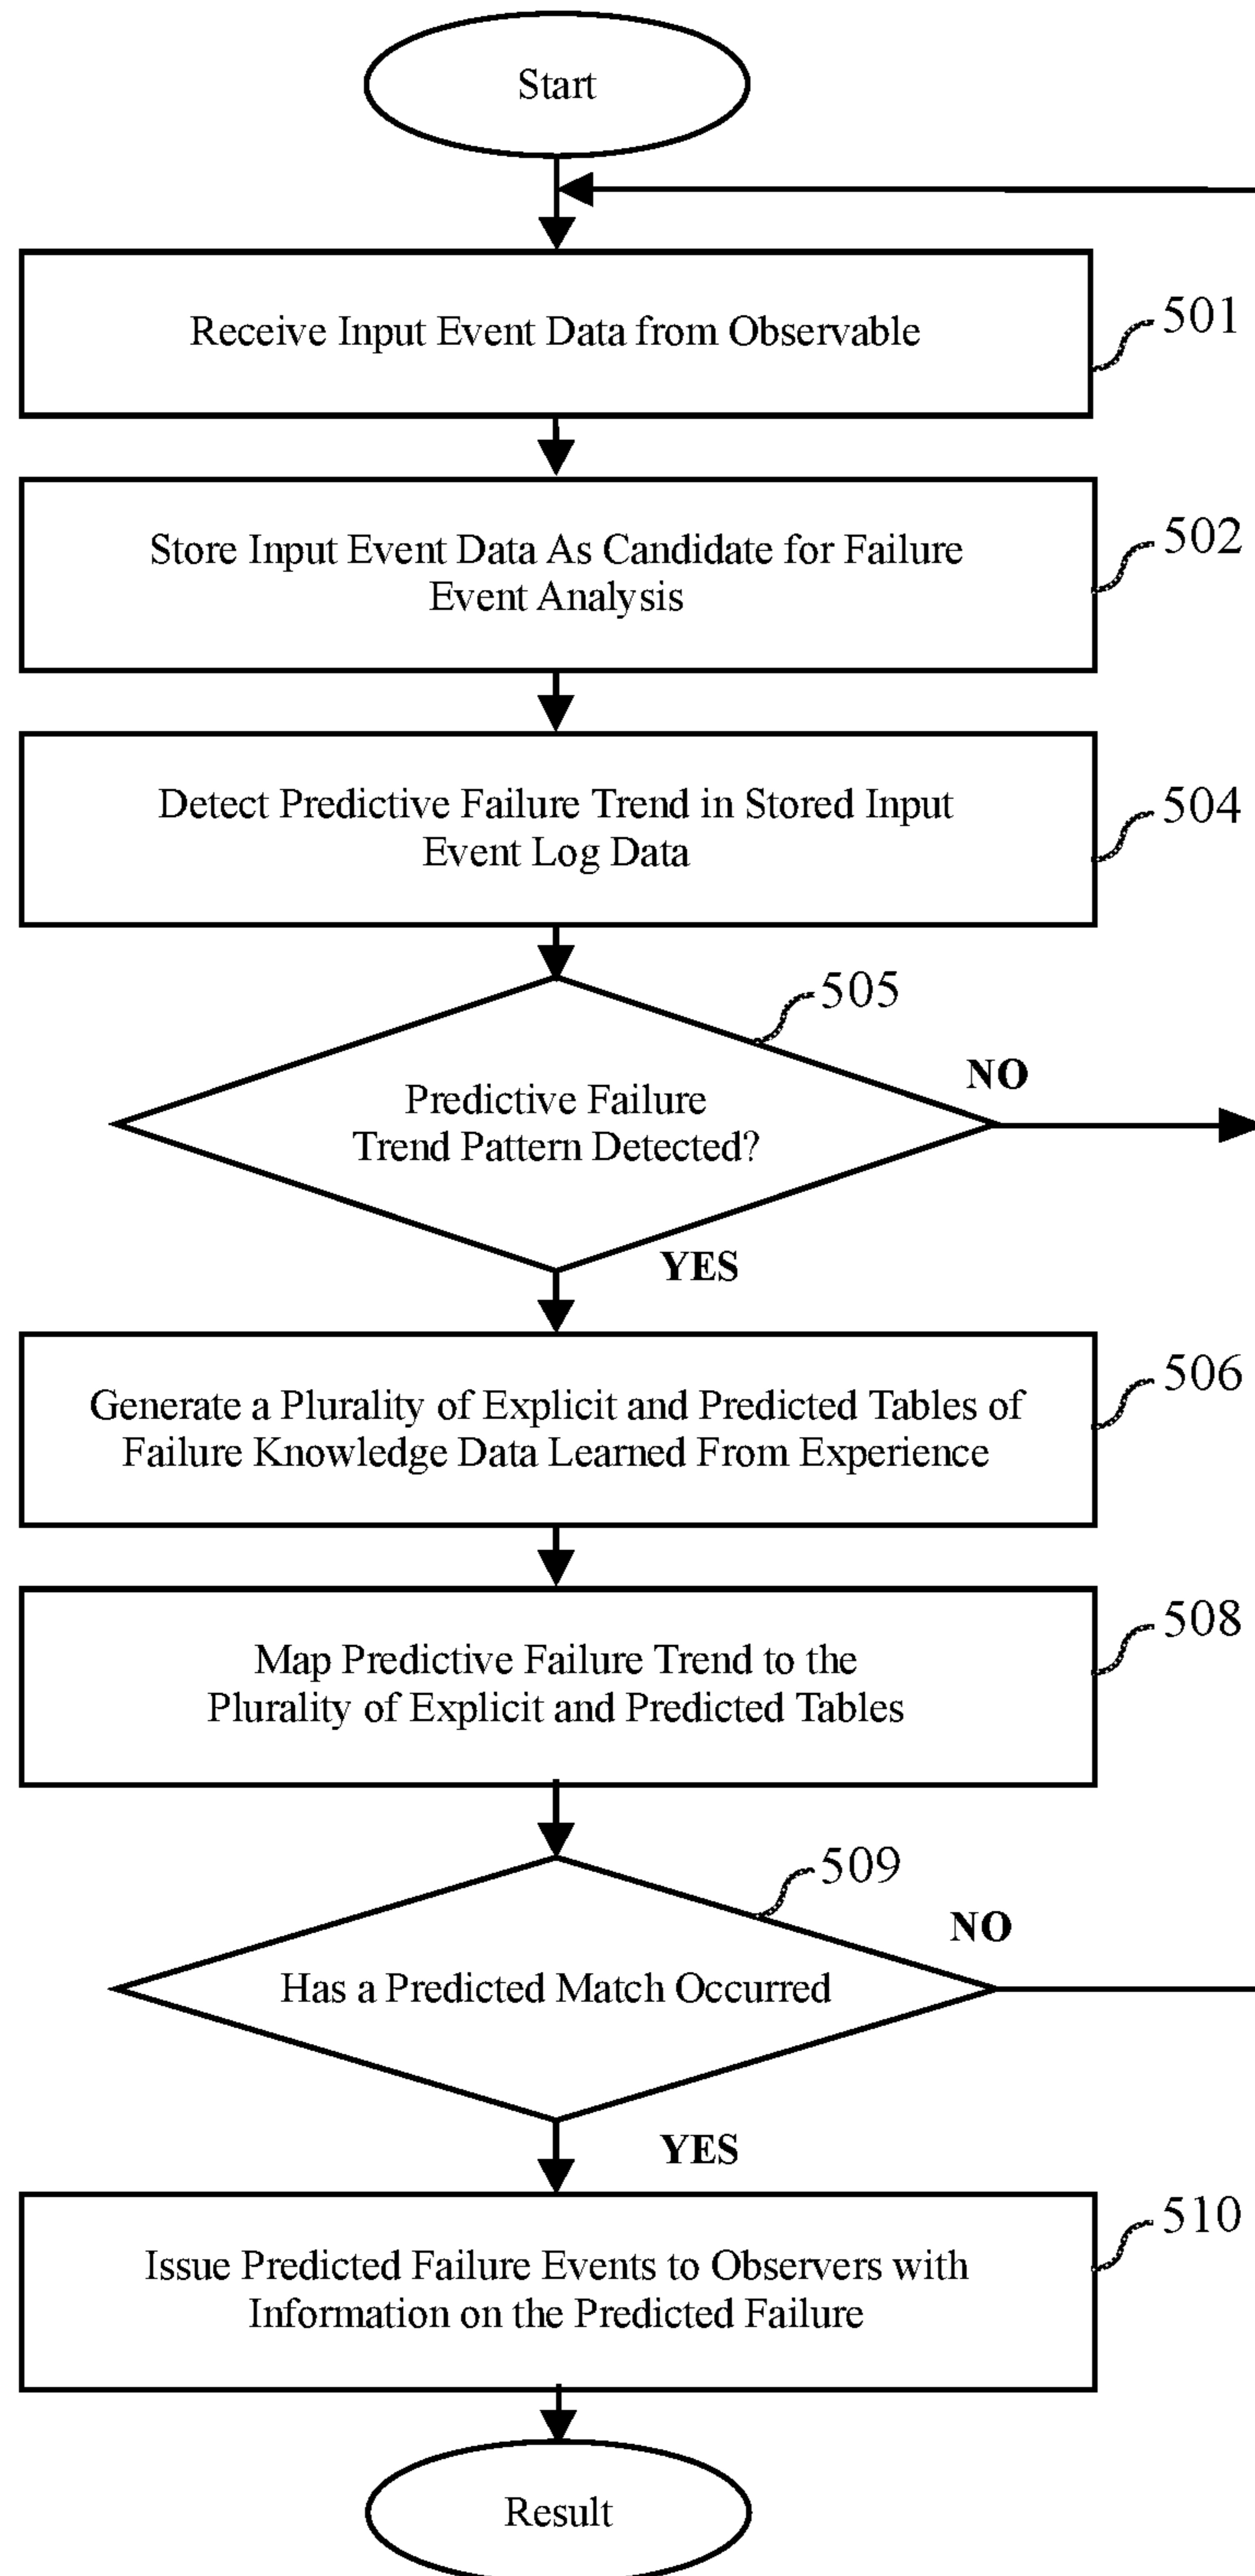 Start
Receive Input Event Data from Observable
501
Store Input Event Data As Candidate for Failure
Event Analysis
502
Detect Predictive Failure Trend in Stored Input
Event Log Data
504
505
Predictive Failure
Trend Pattern Detected?
NO
YES
Generate a Plurality of Explicit and Predicted Tables of
Failure Knowledge Data Learned From Experience
506
Map Predictive Failure Trend to the
Plurality of Explicit and Predicted Tables
508
509
Has a Predicted Match Occurred
NO
YES
Issue Predicted Failure Events to Observers with
Information on the Predicted Failure
510
Result